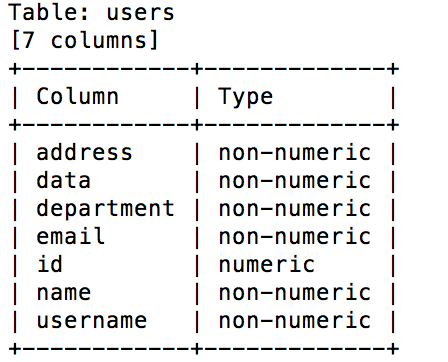 Table: users
[7 columns]
+------------+-------------+
| Column     | Type        |
+------------+-------------+
| address    | non-numeric |
| data       | non-numeric |
| department | non-numeric |
| email      | non-numeric |
| id         | numeric     |
| name       | non-numeric |
| username   | non-numeric |
+------------+-------------+